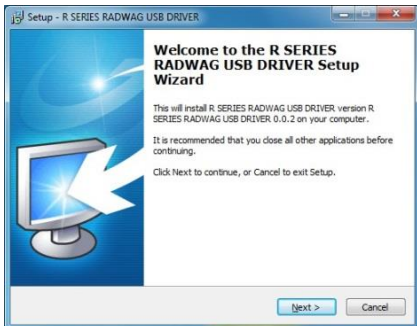 Setup - R SERIES RADWAG USB DRIVER
Welcome to the R SERIES
RADWAG USB DRIVER Setup
Wizard
This will install R SERIES RADWAG USB DRIVER version R
SERIES RADWAG USB DRIVER 0.0.2 on your computer.
It is recommended that you close all other applications before
continuing.
Click Next to continue, or Cancel to exit Setup.
Next >
Cancel